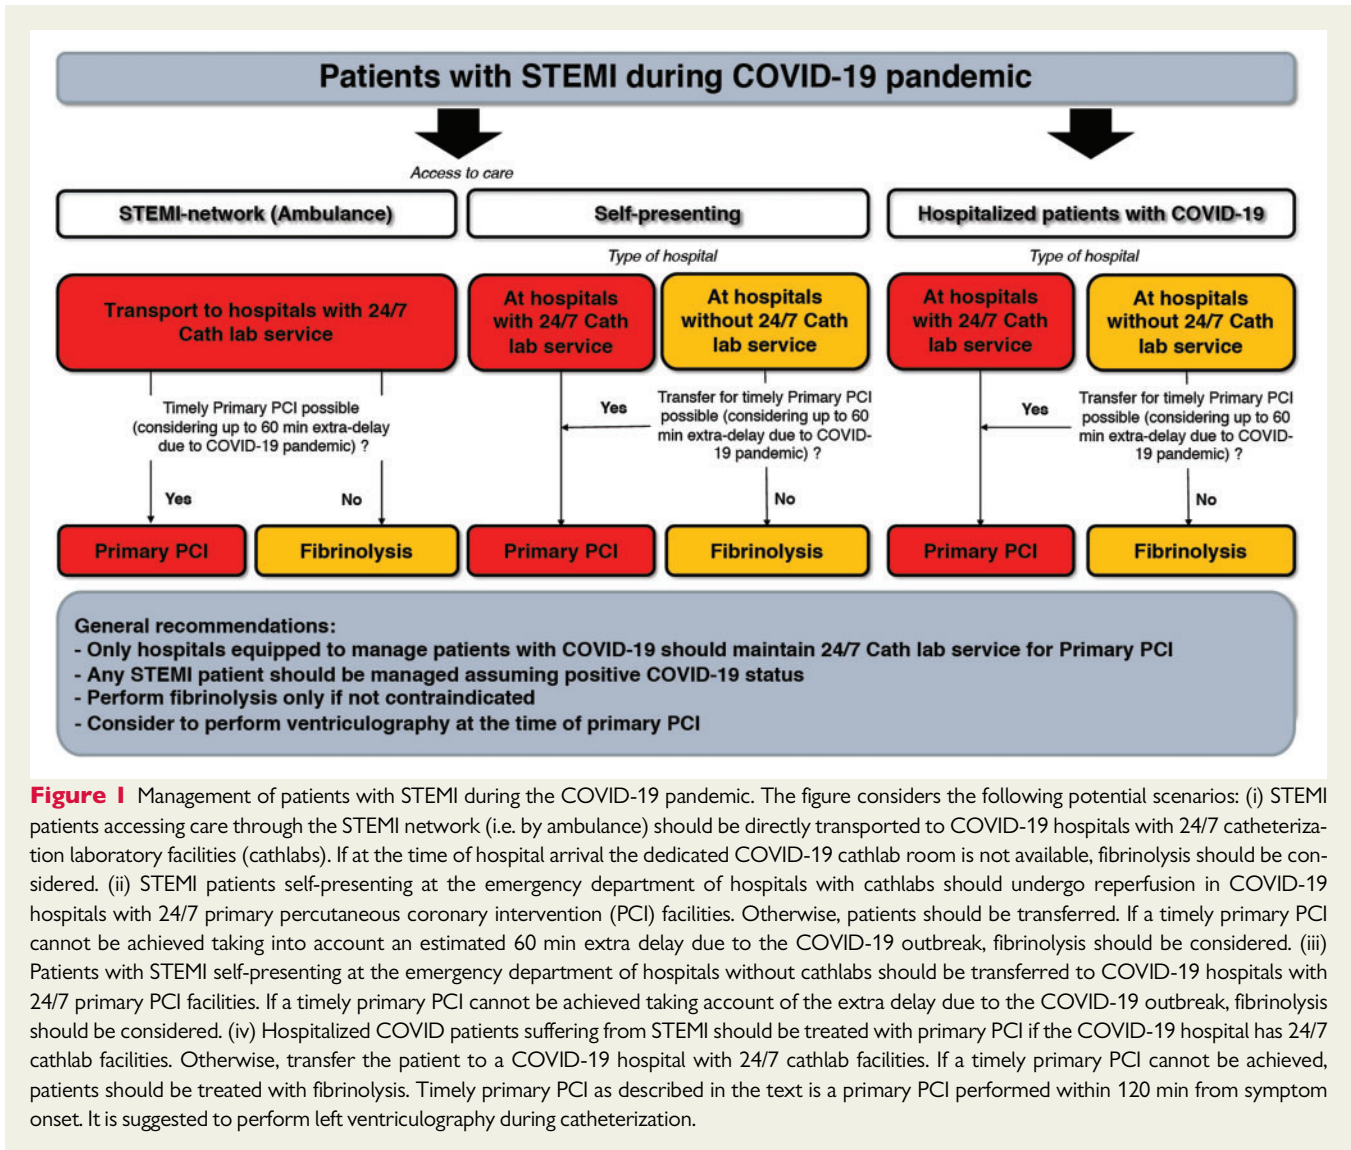 Patients with STEMI during COVID-19 pandemic
Access to care
STEMI-network (Ambulance)
Self-presenting
Hospitalized patients with COVID-19
Type of hospital
Type of hospital
Transport to hospitals with 24/7
Cath lab service
At hospitals
with 24/7 Cath
lab service
At hospitals
without 24/7 Cath
lab service
At hospitals
with 24/7 Cath
lab service
At hospitals
without 24/7 Cath
lab service
Timely Primary PCI possible
(considering up to 60 min extra-delay
due to COVID-19 pandemic) ?
Yes
No
Yes
Transfer for timely Primary PCI
possible (considering up to 60
min extra-delay due to COVID-
19 pandemic) ?
No
Yes
Transfer for timely Primary PCI
possible (considering up to 60
min extra-delay due to COVID-
19 pandemic) ?
No
Primary PCI
Fibrinolysis
Primary PCI
Fibrinolysis
Primary PCI
Fibrinolysis
General recommendations:
- Only hospitals equipped to manage patients with COVID-19 should maintain 24/7 Cath lab service for Primary PCI
- Any STEMI patient should be managed assuming positive COVID-19 status
- Perform fibrinolysis only if not contraindicated
- Consider to perform ventriculography at the time of primary PCI
Figure 1 Management of patients with STEMI during the COVID-19 pandemic. The figure considers the following potential scenarios: (i) STEMI
patients accessing care through the STEMI network (i.e. by ambulance) should be directly transported to COVID-19 hospitals with 24/7 catheteriza-
tion laboratory facilities (cathlabs). If at the time of hospital arrival the dedicated COVID-19 cathlab room is not available, fibrinolysis should be con-
sidered. (ii) STEMI patients self-presenting at the emergency department of hospitals with cathlabs should undergo reperfusion in COVID-19
hospitals with 24/7 primary percutaneous coronary intervention (PCI) facilities. Otherwise, patients should be transferred. If a timely primary PCI
cannot be achieved taking into account an estimated 60 min extra delay due to the COVID-19 outbreak, fibrinolysis should be considered. (iii)
Patients with STEMI self-presenting at the emergency department of hospitals without cathlabs should be transferred to COVID-19 hospitals with
24/7 primary PCI facilities. If a timely primary PCI cannot be achieved taking account of the extra delay due to the COVID-19 outbreak, fibrinolysis
should be considered. (iv) Hospitalized COVID patients suffering from STEMI should be treated with primary PCI if the COVID-19 hospital has 24/7
cathlab facilities. Otherwise, transfer the patient to a COVID-19 hospital with 24/7 cathlab facilities. If a timely primary PCI cannot be achieved,
patients should be treated with fibrinolysis. Timely primary PCI as described in the text is a primary PCI performed within 120 min from symptom
onset. It is suggested to perform left ventriculography during catheterization.